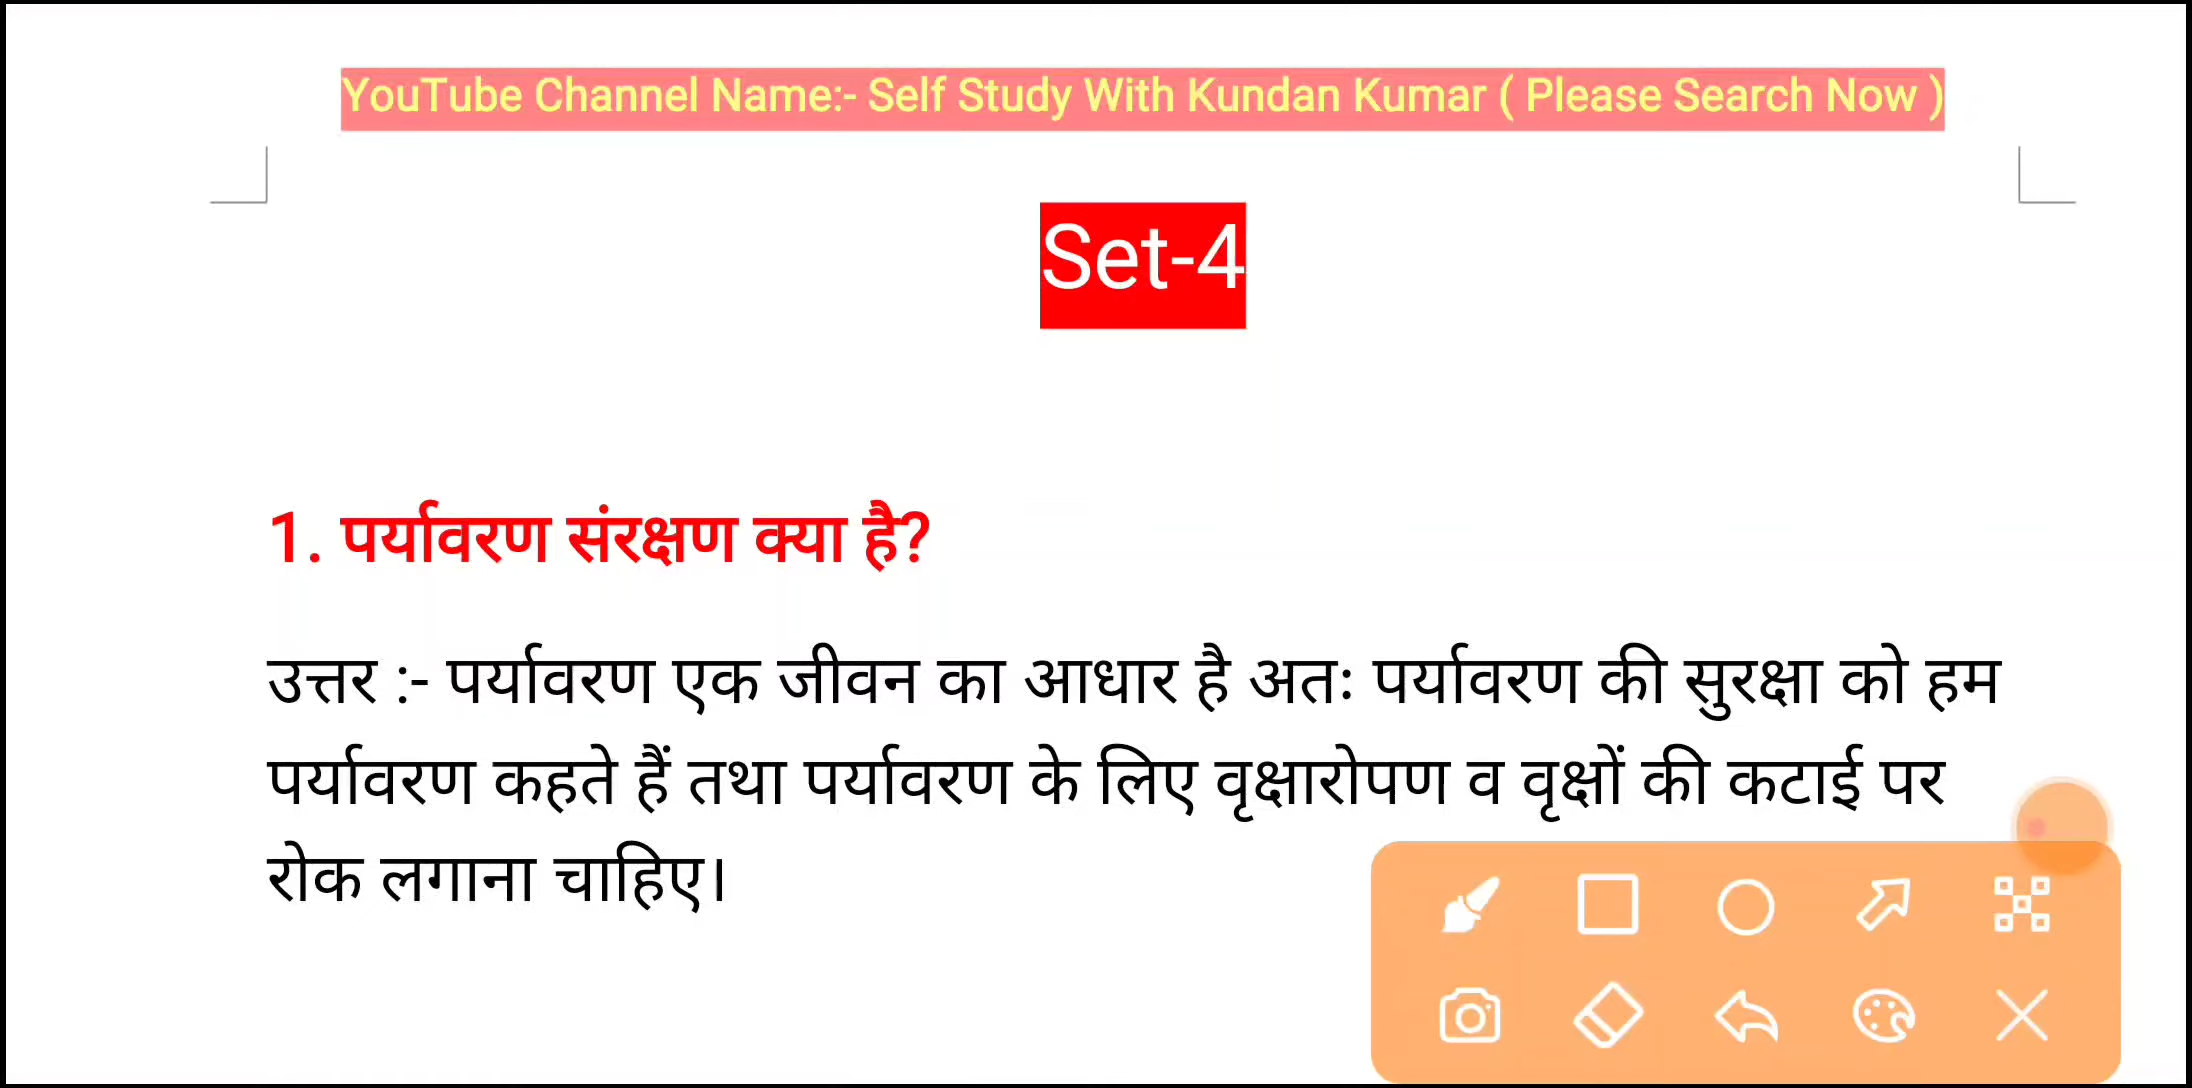 YouTube Channel Name:- Self Study With Kundan Kumar ( Please Search Now )
Set-4
1. पर्यावरण संरक्षण क्या है?
उत्तर :- पर्यावरण एक जीवन का आधार है अतः पर्यावरण की सुरक्षा को हम
पर्यावरण कहते हैं तथा पर्यावरण के लिए वृक्षारोपण व वृक्षों की कटाई पर
रोक लगाना चाहिए।